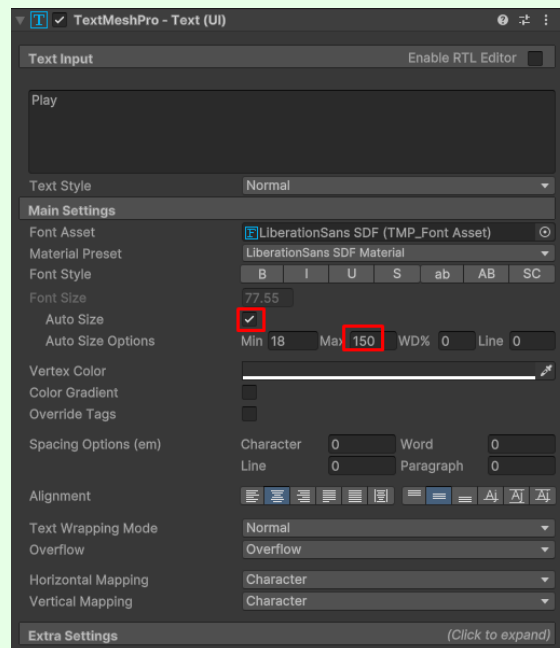 TextMeshPro - Text (UI)
Text Input Enable RTL Editor
Play
Text Style Normal
Main Settings
Font Asset LiberationSans SDF (TMP_Font Asset)
Material Preset LiberationSans SDF Material
Font Style B I U S ab AB SC
Font Size 77.55
Auto Size
Auto Size Options Min 18 Max 150 WD% 0 Line 0
Vertex Color
Color Gradient
Override Tags
Spacing Options (em) Character 0 Word 0
Line 0 Paragraph 0
Alignment
Text Wrapping Mode Normal
Overflow Overflow
Horizontal Mapping Character
Vertical Mapping Character
Extra Settings (Click to expand)